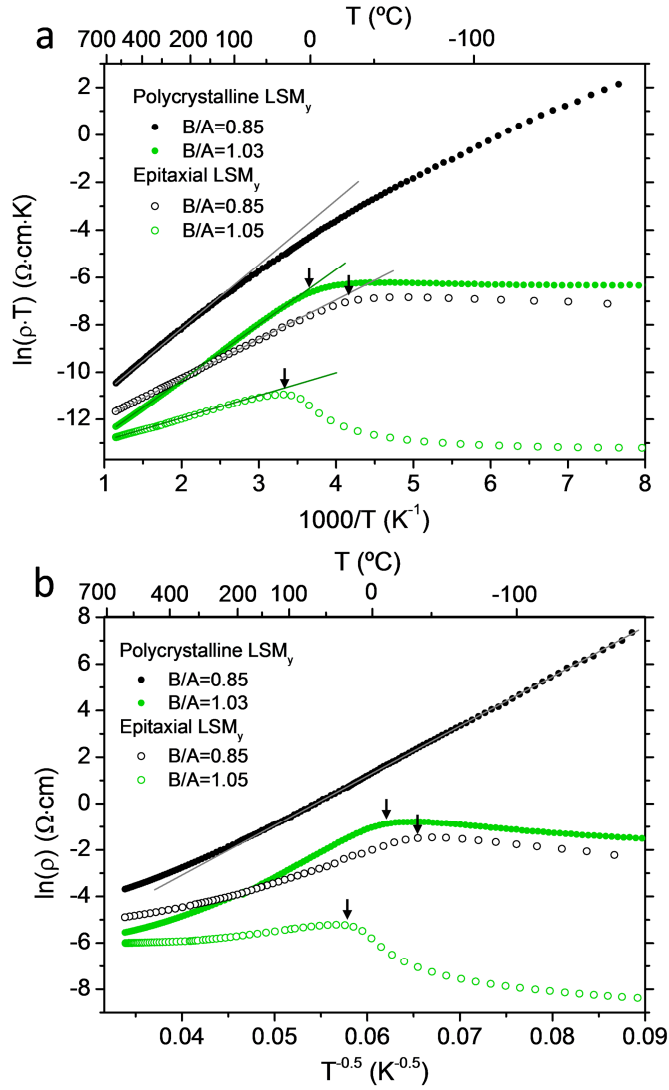 a
T (ºC)
700 400 300 200 100 0 -100
2
0
-2
-4
-6
-8
-10
-12
ln(ρ·T) (Ω·cm·K)
Polycrystalline LSMy
B/A=0.85
B/A=1.03
Epitaxial LSMy
B/A=0.85
B/A=1.05
1 2 3 4 5 6 7 8
1000/T (K-1)
b
T (ºC)
700 400 200 100 0 -100
8
6
4
2
0
-2
-4
-6
-8
ln(ρ) (Ω·cm)
Polycrystalline LSMy
B/A=0.85
B/A=1.03
Epitaxial LSMy
B/A=0.85
B/A=1.05
0.04 0.05 0.06 0.07 0.08 0.09
T-0.5 (K-0.5)